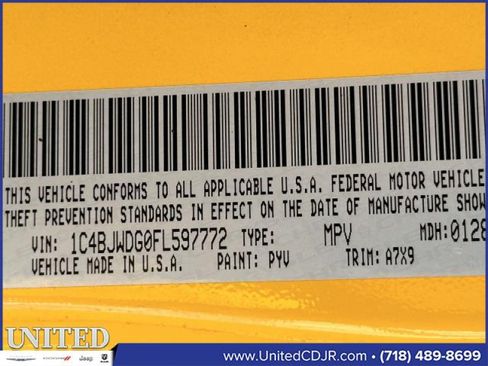 THIS VEHICLE CONFORMS TO ALL APPLICABLE U.S.A. FEDERAL MOTOR VEHICLE
THEFT PREVENTION STANDARDS IN EFFECT ON THE DATE OF MANUFACTURE SHOW
VIN: 1C4BJWDG0FL597772 TYPE: MPV MDH:0128
VEHICLE MADE IN U.S.A. PAINT: PYV TRIM: A7X9
UNITED
Jeep
www.UnitedCDJR.com (718) 489-8699